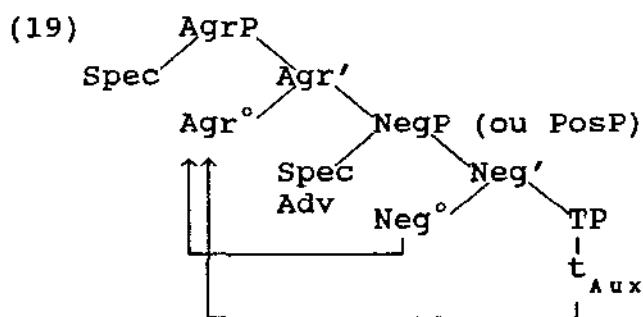 (19) AgrP
Spec Agr′
Agr° NegP (ou PosP)
Spec Neg′
Adv
Neg° TP
t Aux